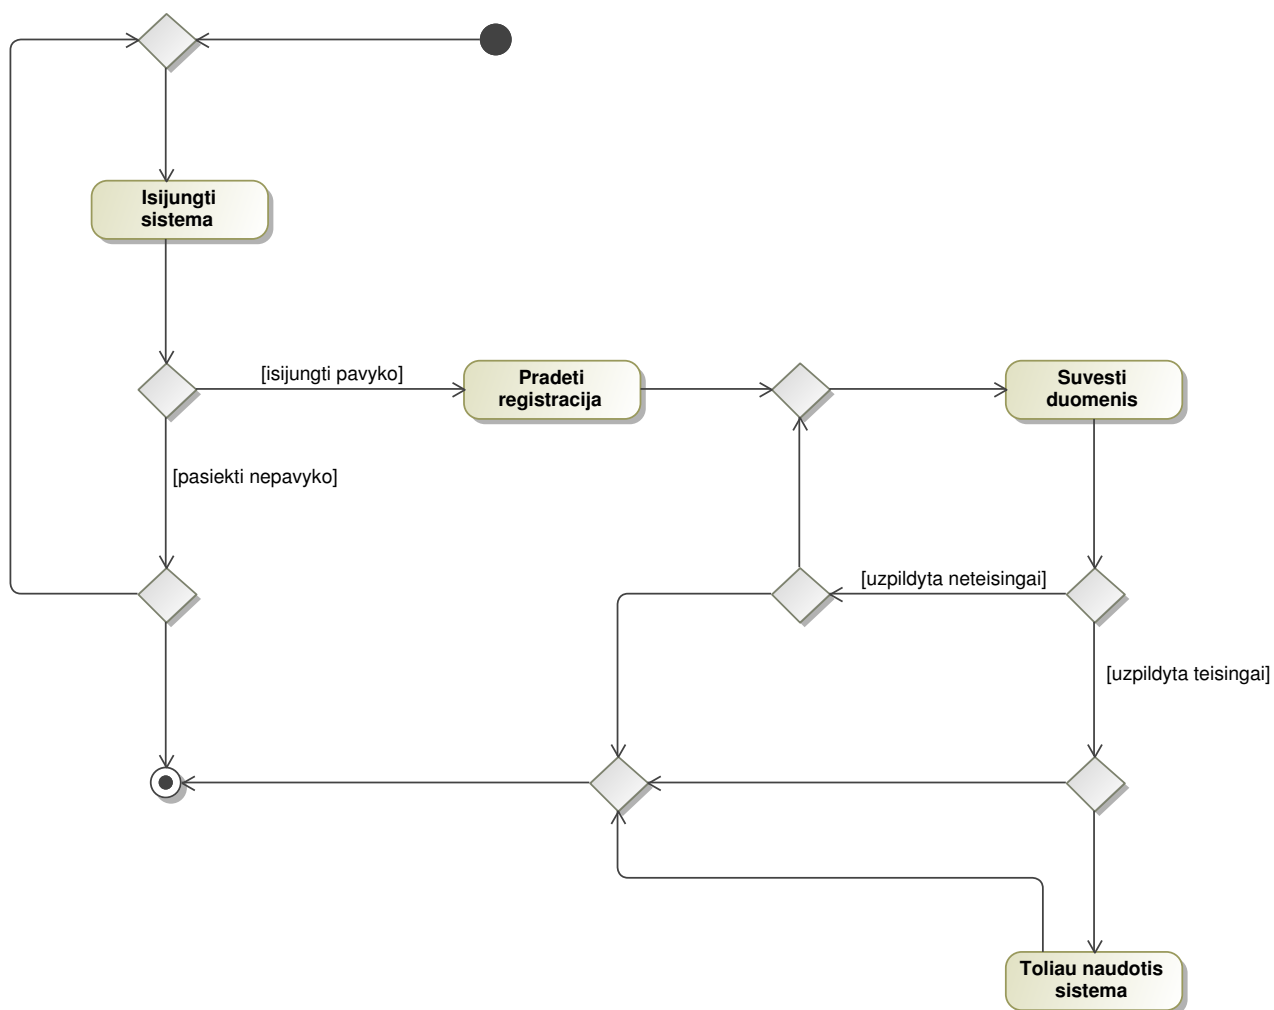 Isijungti
sistema
[isijungti pavyko]
Pradeti
registracija
Suvesti
duomenis
[pasiekti nepavyko]
[uzpildyta neteisingai]
[uzpildyta teisingai]
Toliau naudotis
sistema